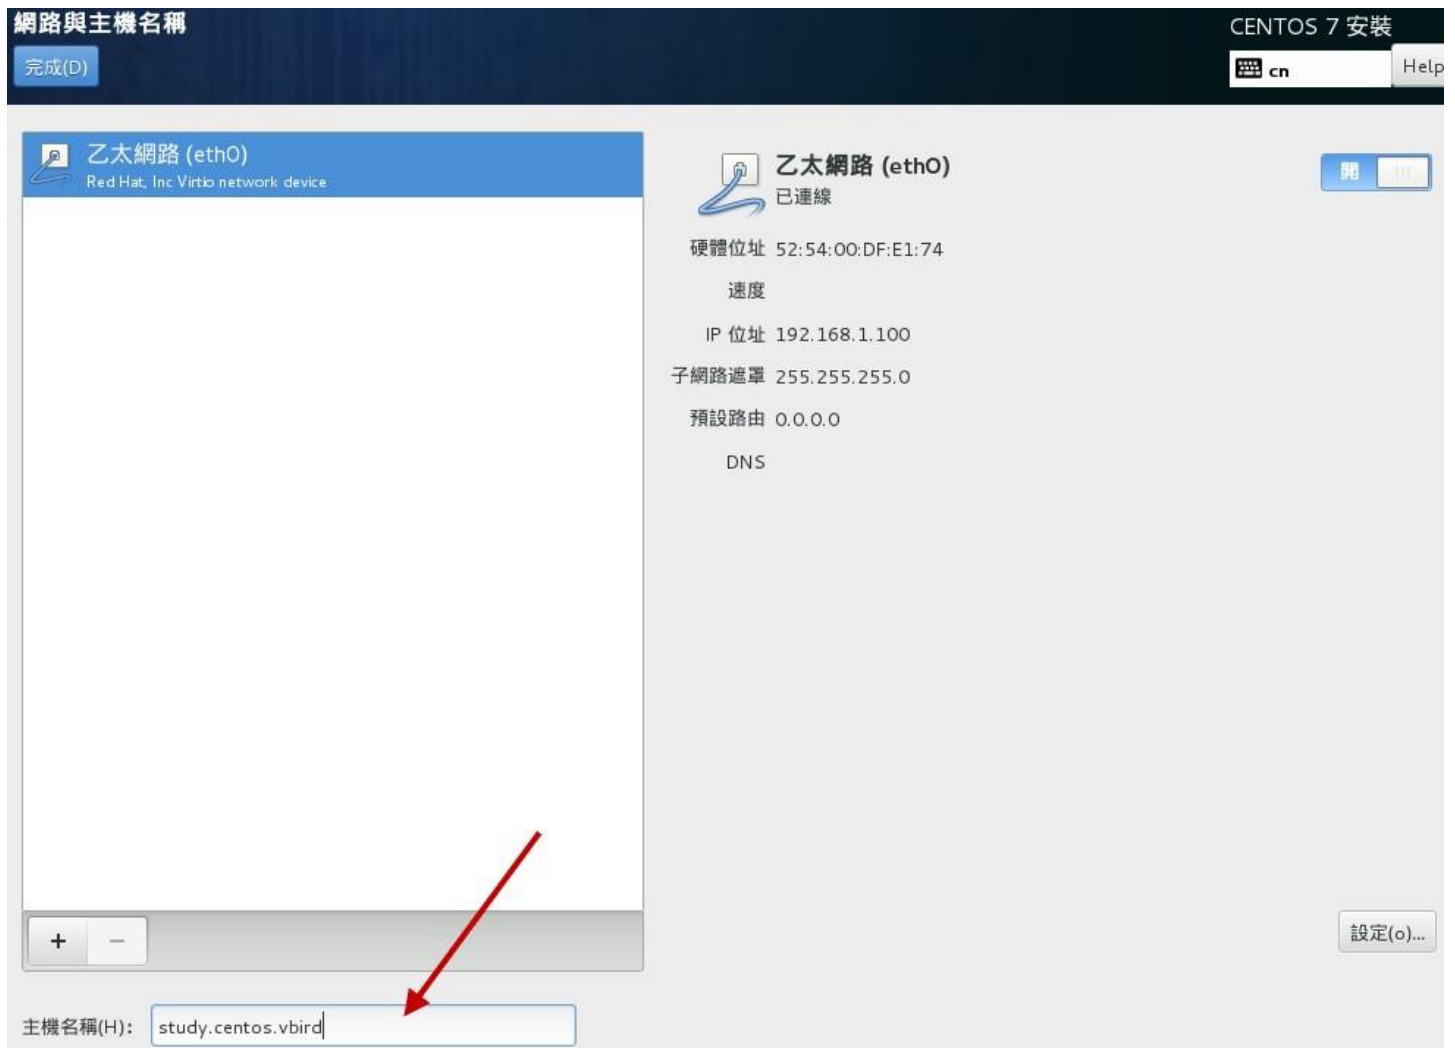 網路與主機名稱
完成(D)
CENTOS 7 安裝
cn
Help
乙太網路 (eth0)
Red Hat, Inc Virtio network device
乙太網路 (eth0)
已連線
開
硬體位址 52:54:00:DF:E1:74
速度
IP 位址 192.168.1.100
子網路遮罩 255.255.255.0
預設路由 0.0.0.0
DNS
+ −
設定(o)...
主機名稱(H): study.centos.vbird